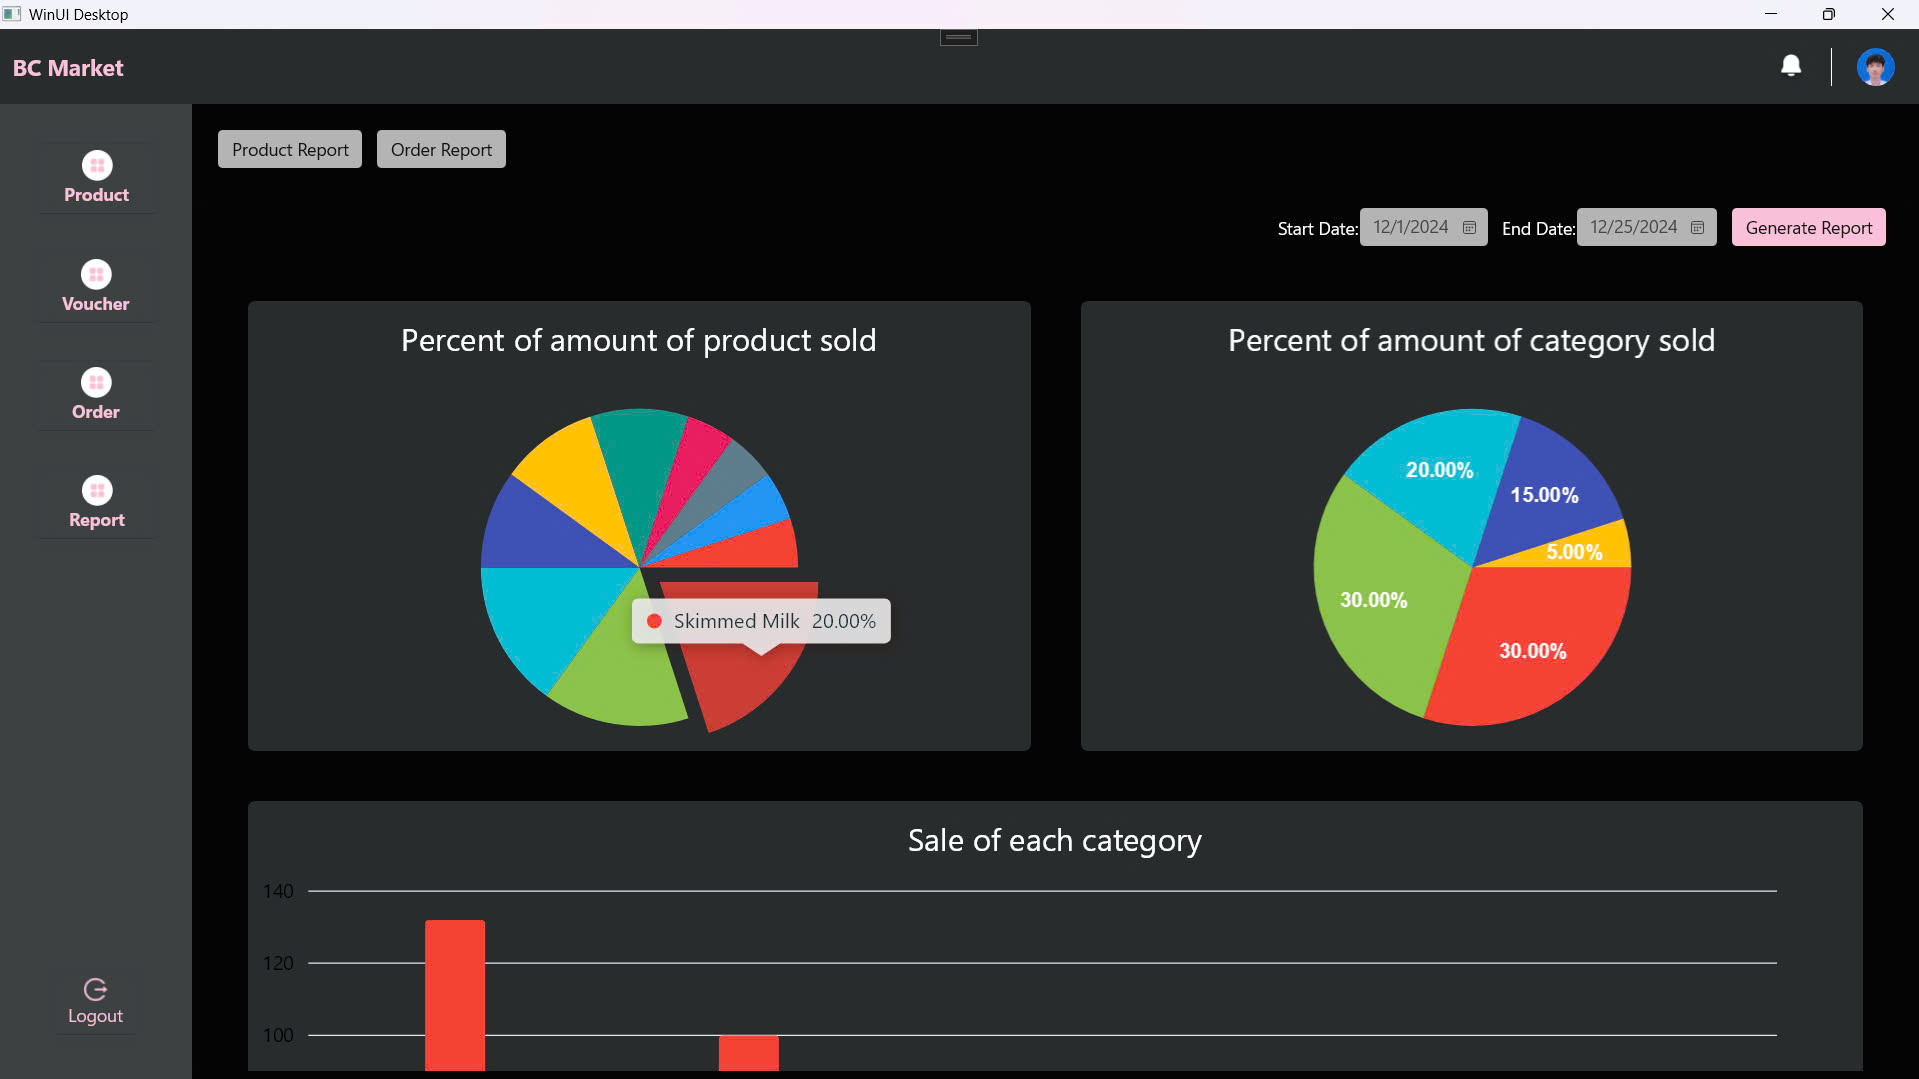 WinUI Desktop
BC Market
Product
Voucher
Order
Report
Logout
Product Report
Order Report
Start Date:
12/1/2024
End Date:
12/25/2024
Generate Report
Percent of amount of product sold
Skimmed Milk 20.00%
Percent of amount of category sold
20.00%
15.00%
5.00%
30.00%
30.00%
Sale of each category
140
120
100